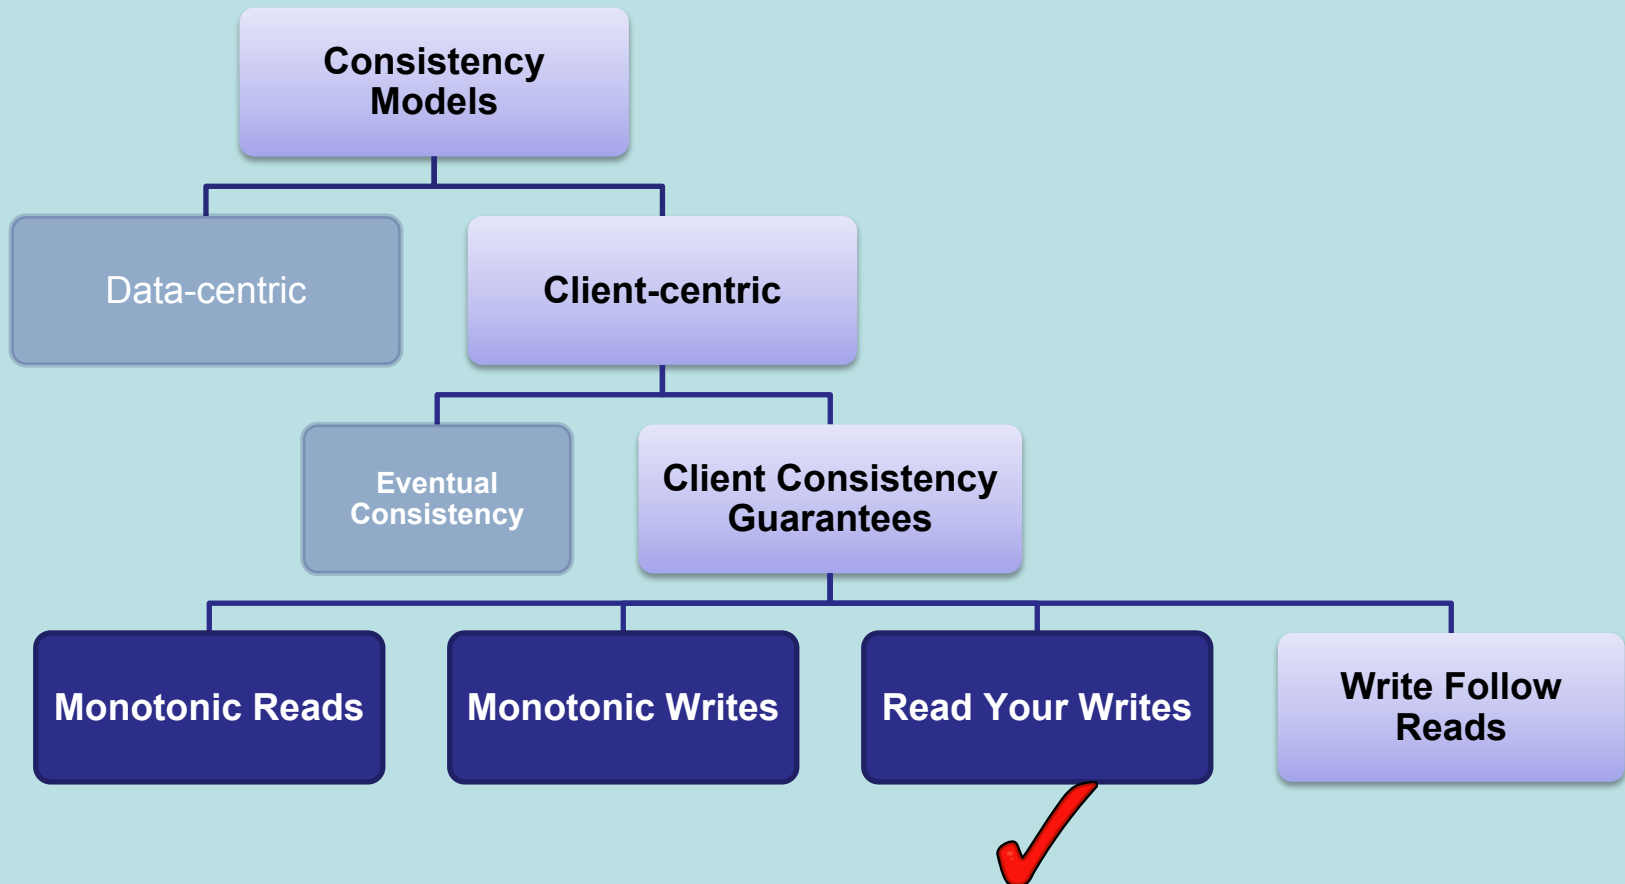 Consistency
Models
Data-centric
Client-centric
Eventual
Consistency
Client Consistency
Guarantees
Monotonic Reads
Monotonic Writes
Read Your Writes
Write Follow
Reads